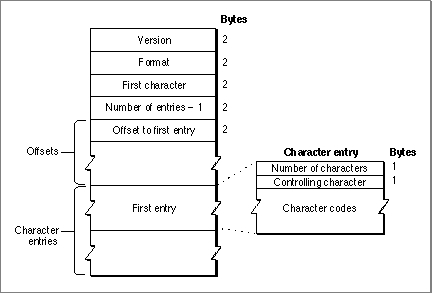 Bytes
Version 2
Format 2
First character 2
Number of entries – 1 2
Offset to first entry 2
Offsets
Character entry Bytes
Number of characters 1
Controlling character 1
Character codes
First entry
Character
entries